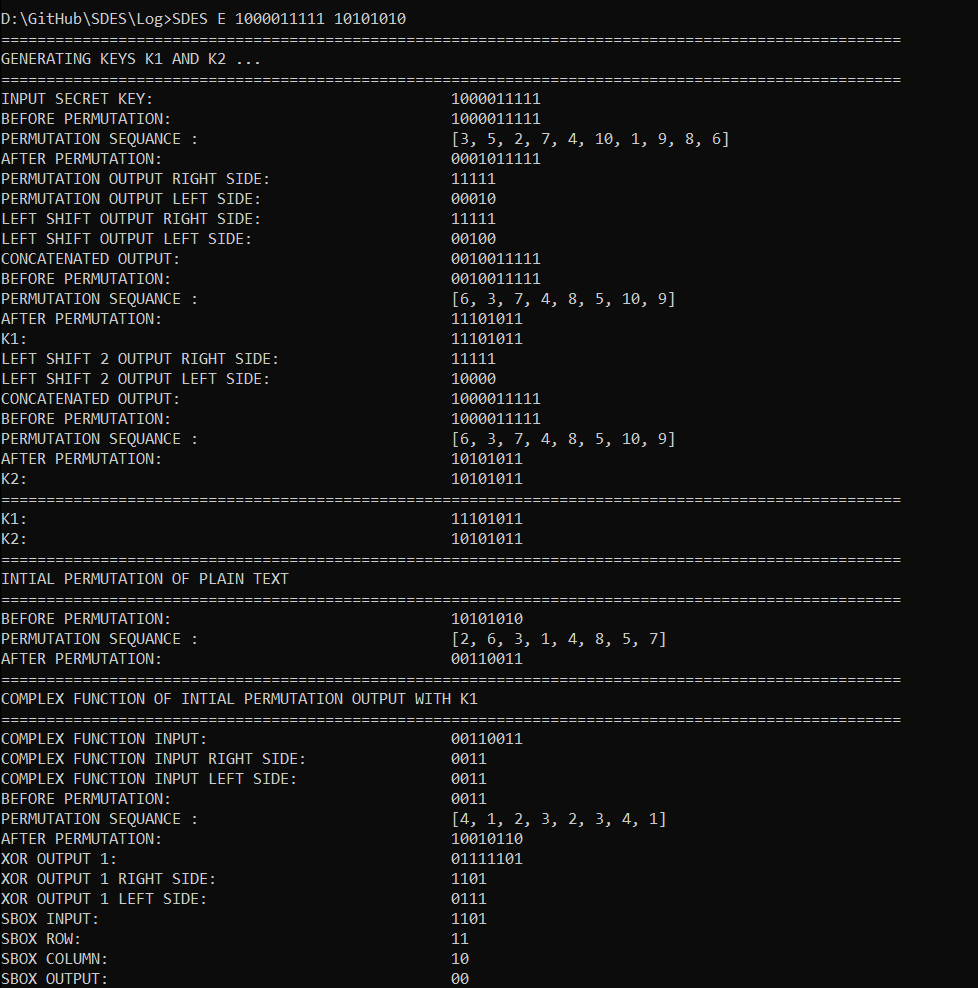 D:\GitHub\SDES\Log>SDES E 1000011111 10101010
====================================================================================================
GENERATING KEYS K1 AND K2 ...
====================================================================================================
INPUT SECRET KEY: 1000011111
BEFORE PERMUTATION: 1000011111
PERMUTATION SEQUANCE : [3, 5, 2, 7, 4, 10, 1, 9, 8, 6]
AFTER PERMUTATION: 0001011111
PERMUTATION OUTPUT RIGHT SIDE: 11111
PERMUTATION OUTPUT LEFT SIDE: 00010
LEFT SHIFT OUTPUT RIGHT SIDE: 11111
LEFT SHIFT OUTPUT LEFT SIDE: 00100
CONCATENATED OUTPUT: 0010011111
BEFORE PERMUTATION: 0010011111
PERMUTATION SEQUANCE : [6, 3, 7, 4, 8, 5, 10, 9]
AFTER PERMUTATION: 11101011
K1: 11101011
LEFT SHIFT 2 OUTPUT RIGHT SIDE: 11111
LEFT SHIFT 2 OUTPUT LEFT SIDE: 10000
CONCATENATED OUTPUT: 1000011111
BEFORE PERMUTATION: 1000011111
PERMUTATION SEQUANCE : [6, 3, 7, 4, 8, 5, 10, 9]
AFTER PERMUTATION: 10101011
K2: 10101011
====================================================================================================
K1: 11101011
K2: 10101011
====================================================================================================
INTIAL PERMUTATION OF PLAIN TEXT
====================================================================================================
BEFORE PERMUTATION: 10101010
PERMUTATION SEQUANCE : [2, 6, 3, 1, 4, 8, 5, 7]
AFTER PERMUTATION: 00110011
====================================================================================================
COMPLEX FUNCTION OF INTIAL PERMUTATION OUTPUT WITH K1
====================================================================================================
COMPLEX FUNCTION INPUT: 00110011
COMPLEX FUNCTION INPUT RIGHT SIDE: 0011
COMPLEX FUNCTION INPUT LEFT SIDE: 0011
BEFORE PERMUTATION: 0011
PERMUTATION SEQUANCE : [4, 1, 2, 3, 2, 3, 4, 1]
AFTER PERMUTATION: 10010110
XOR OUTPUT 1: 01111101
XOR OUTPUT 1 RIGHT SIDE: 1101
XOR OUTPUT 1 LEFT SIDE: 0111
SBOX INPUT: 1101
SBOX ROW: 11
SBOX COLUMN: 10
SBOX OUTPUT: 00